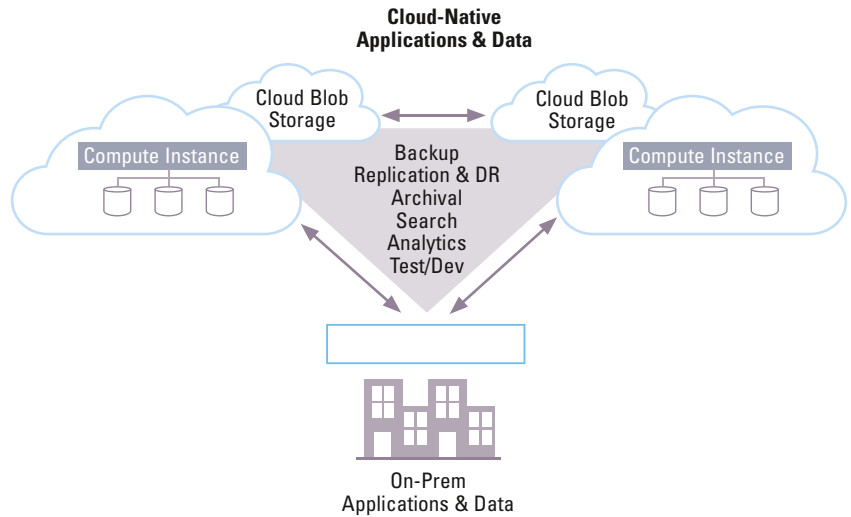 Cloud-Native
Applications & Data
Cloud Blob
Storage
Cloud Blob
Storage
Compute Instance
Compute Instance
Backup
Replication & DR
Archival
Search
Analytics
Test/Dev
On-Prem
Applications & Data